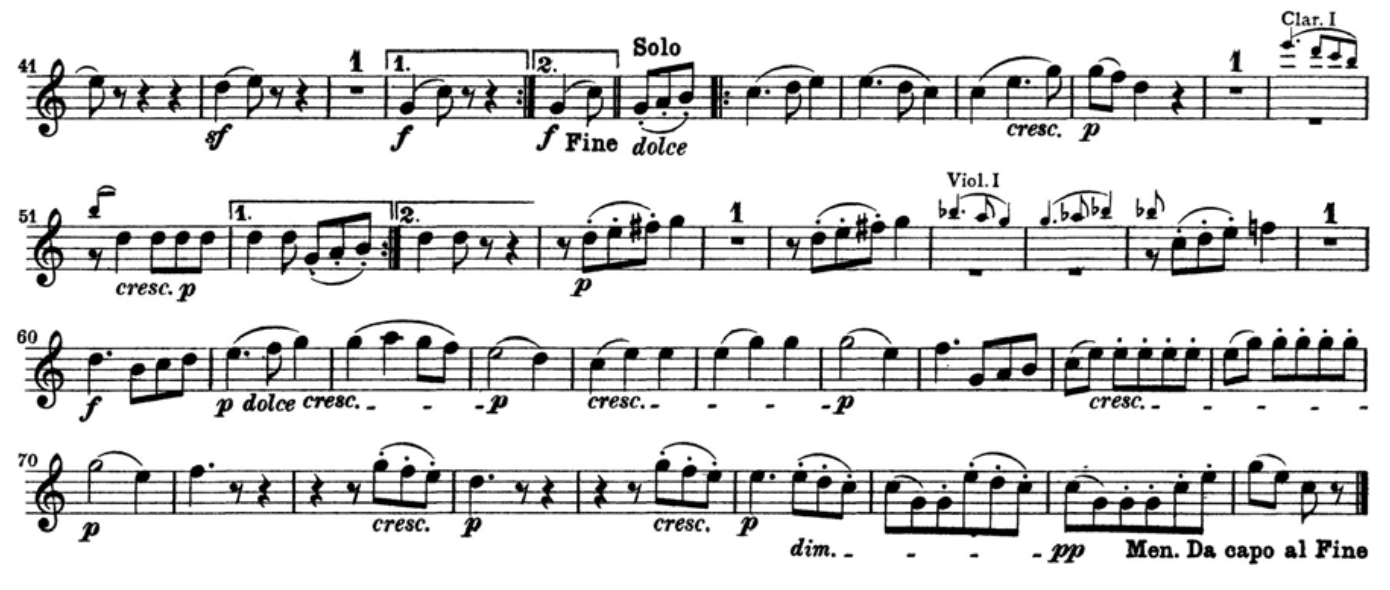 Clar. I
Solo
41 1 1. 2. 1
sf f f Fine dolce cresc. p
Viol. I
51 1. 2. 1 1
cresc. p p
60
f p dolce cresc. - - - p cresc. - - - - p cresc. - - - -
70
p cresc. p cresc. p
dim. - - - - pp Men. Da capo al Fine